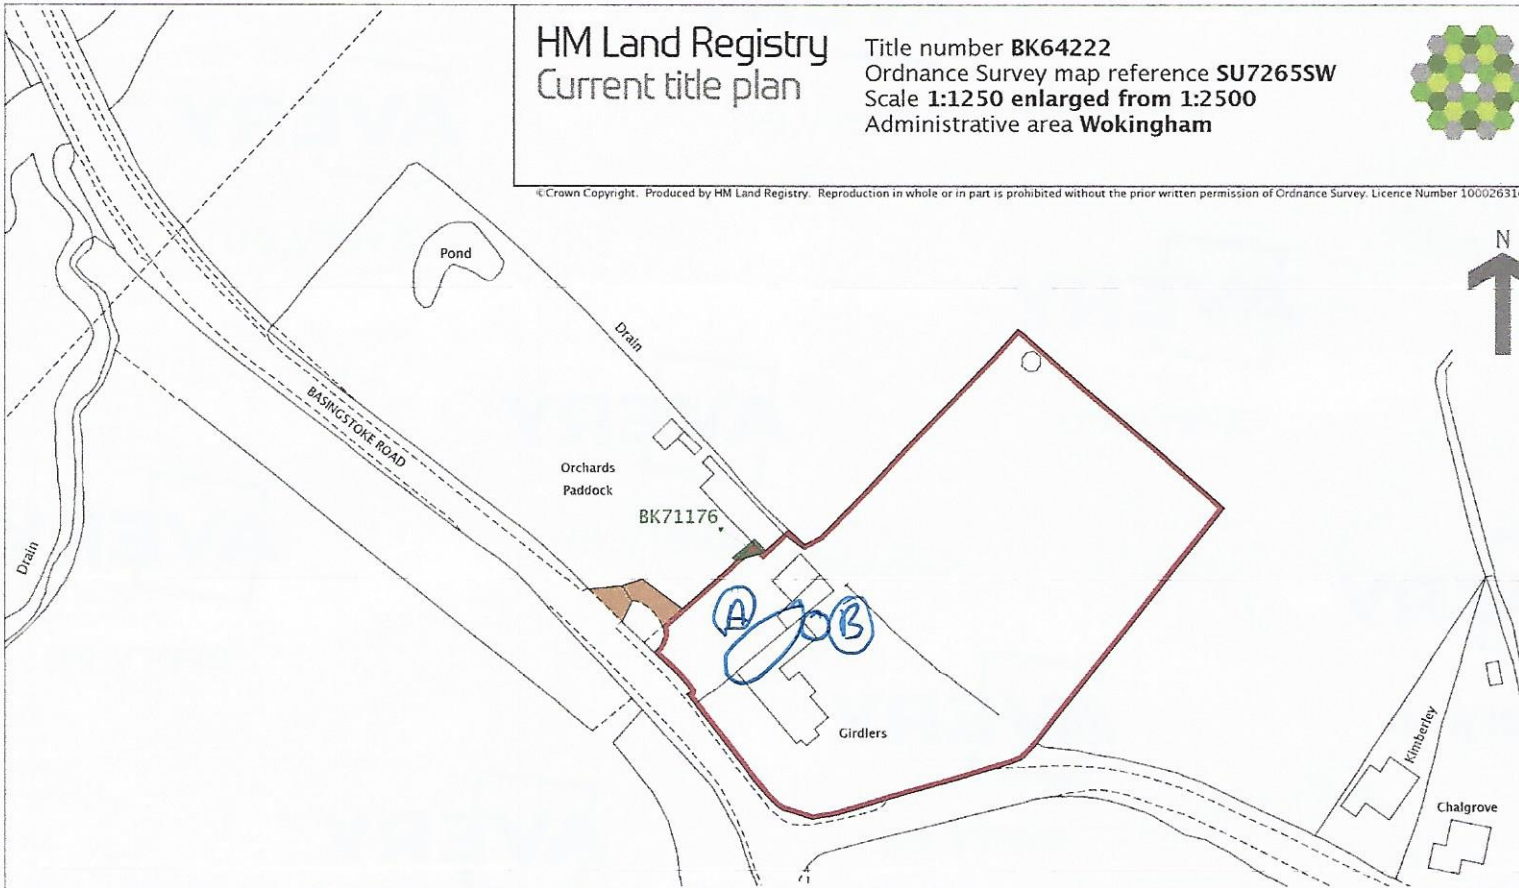 HM Land Registry
Current title plan
Title number BK64222
Ordnance Survey map reference SU7265SW
Scale 1:1250 enlarged from 1:2500
Administrative area Wokingham
©Crown Copyright. Produced by HM Land Registry. Reproduction in whole or in part is prohibited without the prior written permission of Ordnance Survey. Licence Number 10002631
N
Pond
Drain
BASINGSTOKE ROAD
Orchards
Paddock
BK71176
Drain
A
B
Girdlers
Kimberley
Chalgrove